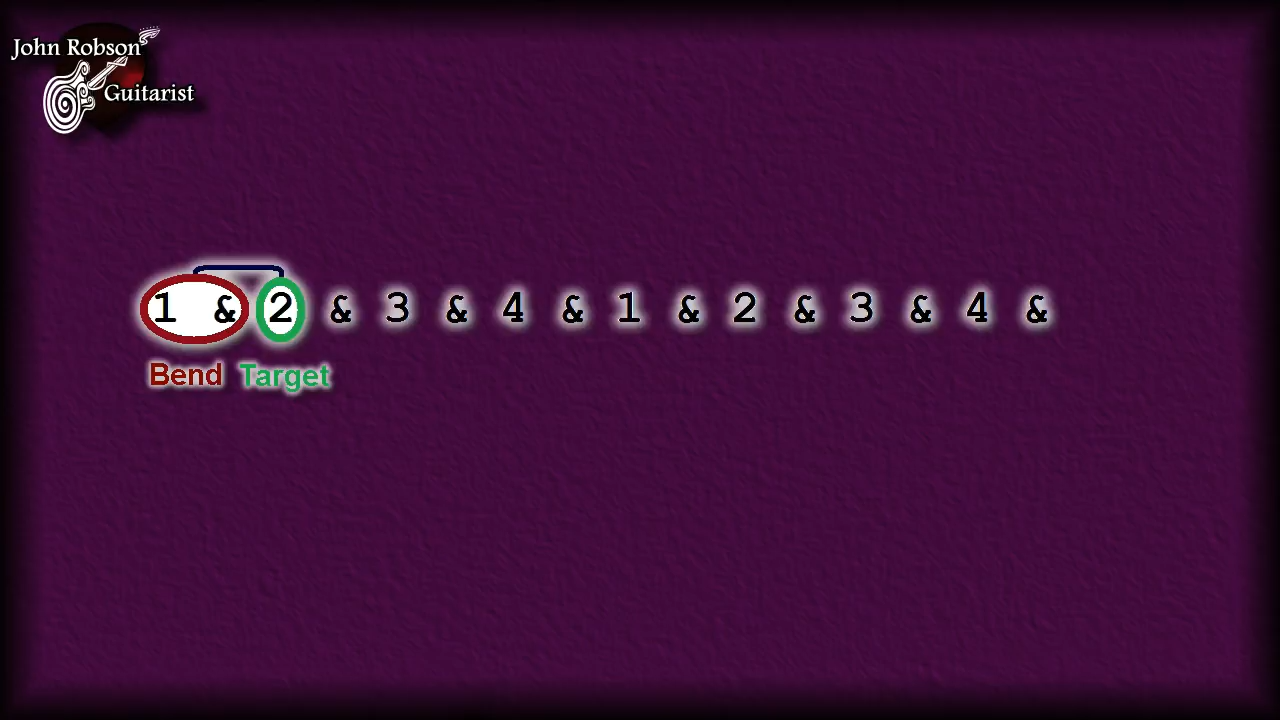 John Robson
Guitarist
1 & 2 & 3 & 4 & 1 & 2 & 3 & 4 &
Bend Target